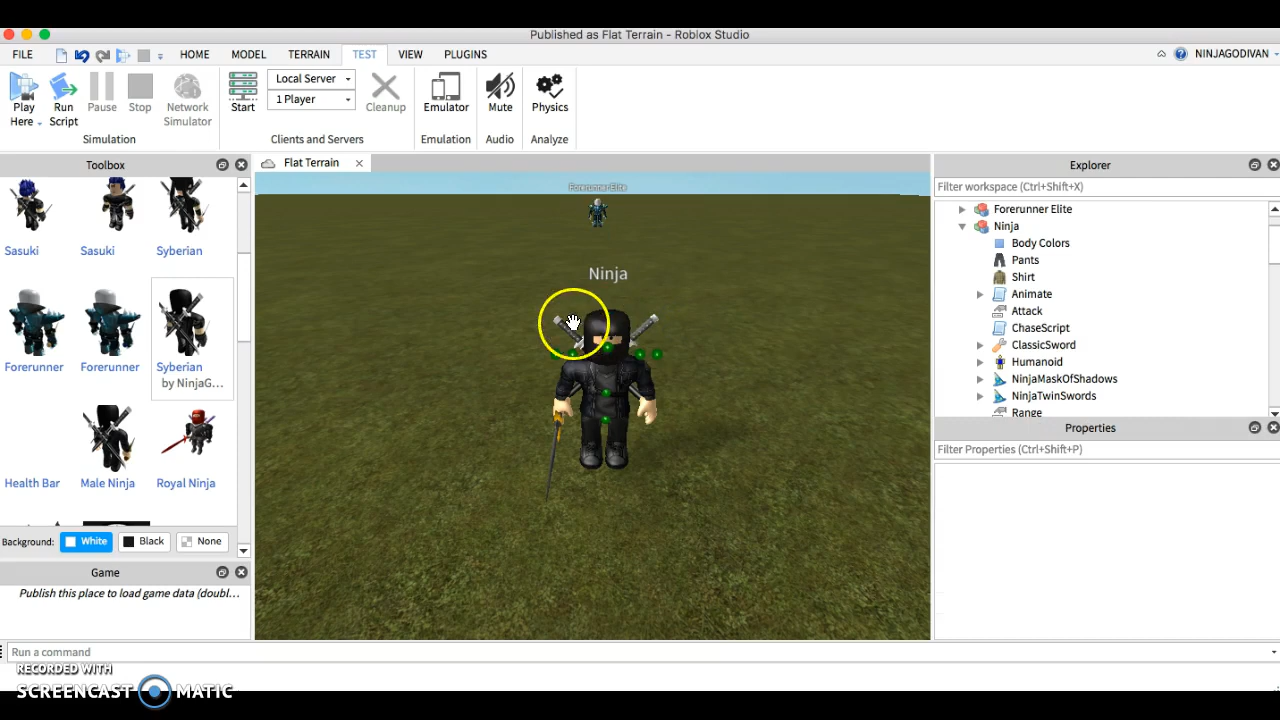 Published as Flat Terrain - Roblox Studio
FILE HOME MODEL TERRAIN TEST VIEW PLUGINS NINJAGODIVAN
Play Here
Run Script
Pause
Stop
Network Simulator
Simulation
Start
Local Server
1 Player
Cleanup
Clients and Servers
Emulator
Emulation
Mute
Audio
Physics
Analyze
Toolbox
Sasuki Sasuki Syberian
Forerunner Forerunner Syberian
by NinjaG...
Health Bar Male Ninja Royal Ninja
Background: White Black None
Game
Publish this place to load game data (doubl...
Flat Terrain
Forerunner Elite
Ninja
Explorer
Filter workspace (Ctrl+Shift+X)
Forerunner Elite
Ninja
Body Colors
Pants
Shirt
Animate
Attack
ChaseScript
ClassicSword
Humanoid
NinjaMaskOfShadows
NinjaTwinSwords
Range
Properties
Filter Properties (Ctrl+Shift+P)
Run a command
RECORDED WITH
SCREENCAST MATIC